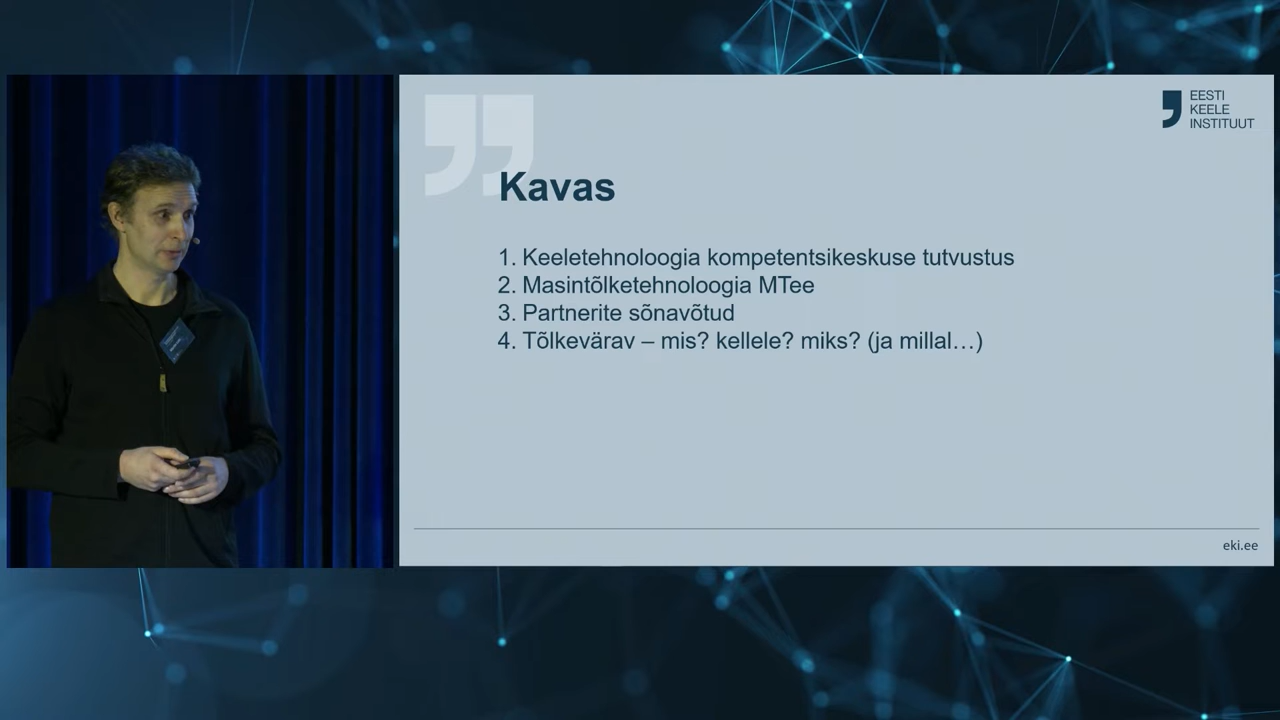 EESTI
KEELE
INSTITUUT
Kavas
1. Keeletehnoloogia kompetentsikeskuse tutvustus
2. Masintõlketehnoloogia MTee
3. Partnerite sõnavõtud
4. Tõlkevärav – mis? kellele? miks? (ja millal…)
eki.ee